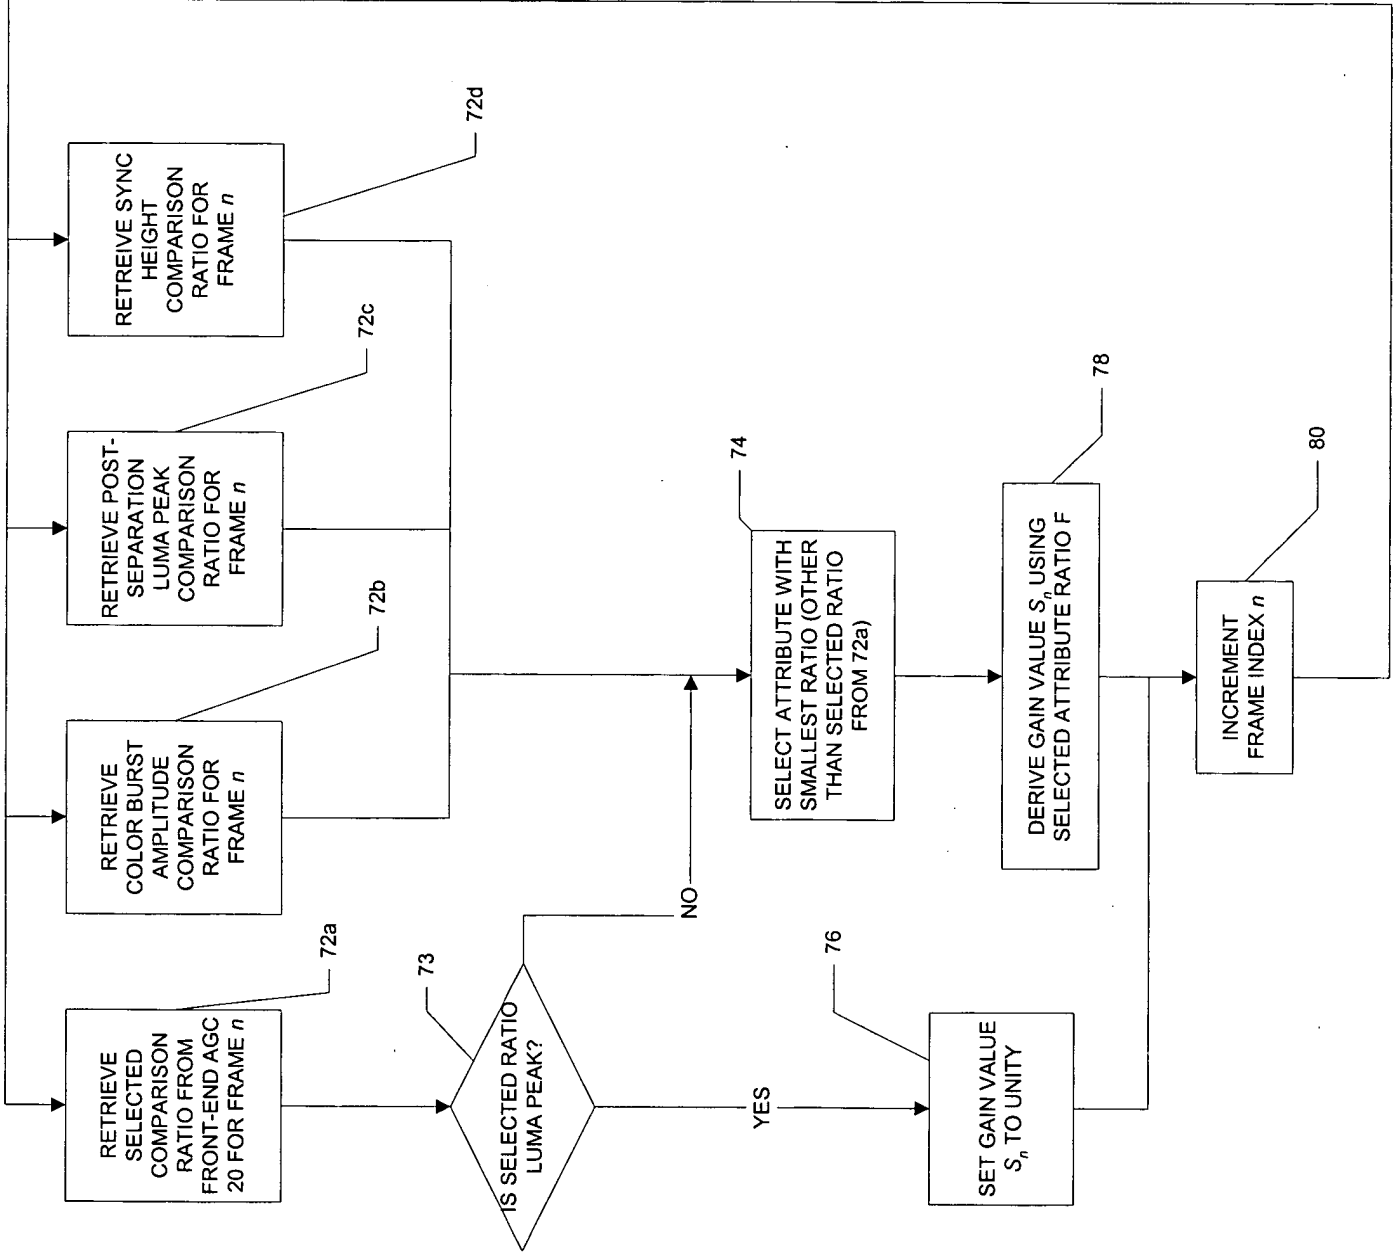 RETRIEVE
SELECTED
COMPARISON
RATIO FROM
FRONT-END AGC
20 FOR FRAME n
72a
RETRIEVE
COLOR BURST
AMPLITUDE
COMPARISON
RATIO FOR
FRAME n
72b
RETRIEVE POST-
SEPARATION
LUMA PEAK
COMPARISON
RATIO FOR
FRAME n
72c
RETREIVE SYNC
HEIGHT
COMPARISON
RATIO FOR
FRAME n
72d
73
IS SELECTED RATIO
LUMA PEAK?
NO
YES
74
SELECT ATTRIBUTE WITH
SMALLEST RATIO (OTHER
THAN SELECTED RATIO
FROM 72a)
76
SET GAIN VALUE
Sn TO UNITY
78
DERIVE GAIN VALUE Sn USING
SELECTED ATTRIBUTE RATIO F
80
INCREMENT
FRAME INDEX n